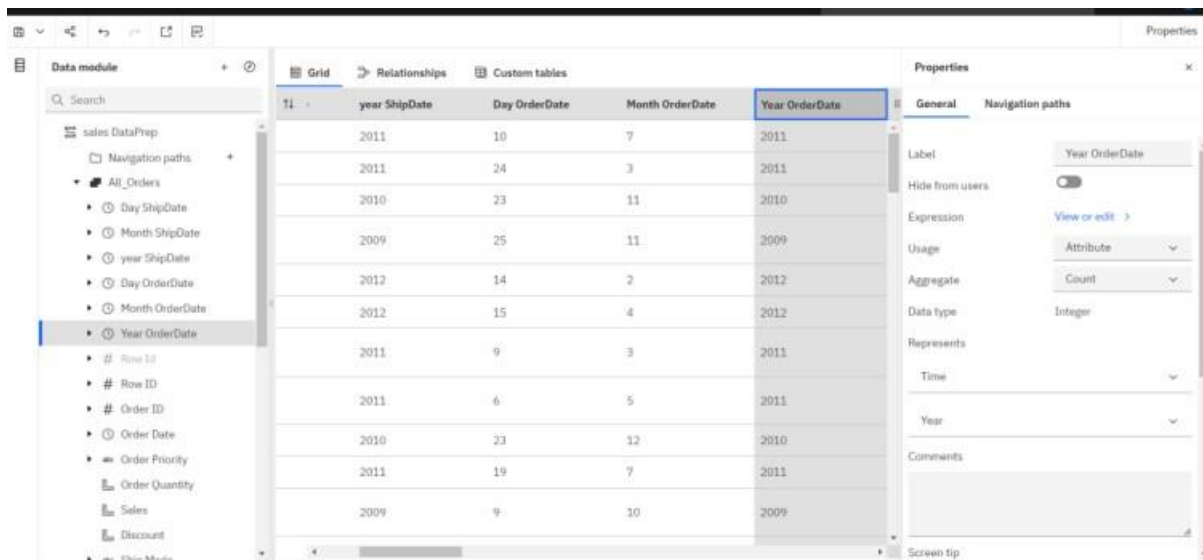 Properties
Data module
Search
sales DataPrep
Navigation paths
All_Orders
Day ShipDate
Month ShipDate
year ShipDate
Day OrderDate
Month OrderDate
Year OrderDate
Row Id
Row ID
Order ID
Order Date
Order Priority
Order Quantity
Sales
Discount
Ship Mode
Grid Relationships Custom tables
year ShipDate Day OrderDate Month OrderDate Year OrderDate
2011 10 7 2011
2011 24 3 2011
2010 23 11 2010
2009 25 11 2009
2012 14 2 2012
2012 15 4 2012
2011 9 3 2011
2011 6 5 2011
2010 23 12 2010
2011 19 7 2011
2009 9 10 2009
Properties
General Navigation paths
Label Year OrderDate
Hide from users
Expression View or edit
Usage Attribute
Aggregate Count
Data type Integer
Represents
Time
Year
Comments
Screen tip